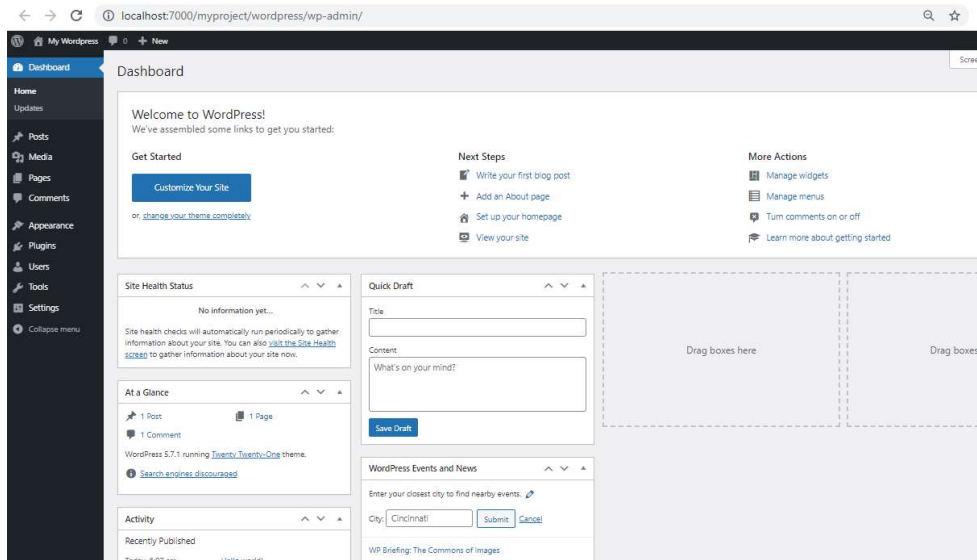 localhost:7000/myproject/wordpress/wp-admin/
My Wordpress 0 New
Dashboard
Home
Updates
Posts
Media
Pages
Comments
Appearance
Plugins
Users
Tools
Settings
Collapse menu
Dashboard
Welcome to WordPress!
We've assembled some links to get you started:
Get Started
Customize Your Site
or, change your theme completely
Next Steps
Write your first blog post
Add an About page
Set up your homepage
View your site
More Actions
Manage widgets
Manage menus
Turn comments on or off
Learn more about getting started
Site Health Status
No information yet...
Site health checks will automatically run periodically to gather
information about your site. You can also visit the Site Health
screen to gather information about your site now.
At a Glance
1 Post 1 Page
1 Comment
WordPress 5.7.1 running Twenty Twenty-One theme.
Search engines discouraged
Activity
Recently Published
Quick Draft
Title
Content
What's on your mind?
Save Draft
WordPress Events and News
Enter your closest city to find nearby events.
City: Cincinnati Submit Cancel
WP Briefing: The Commons of Images
Drag boxes here
Drag boxes